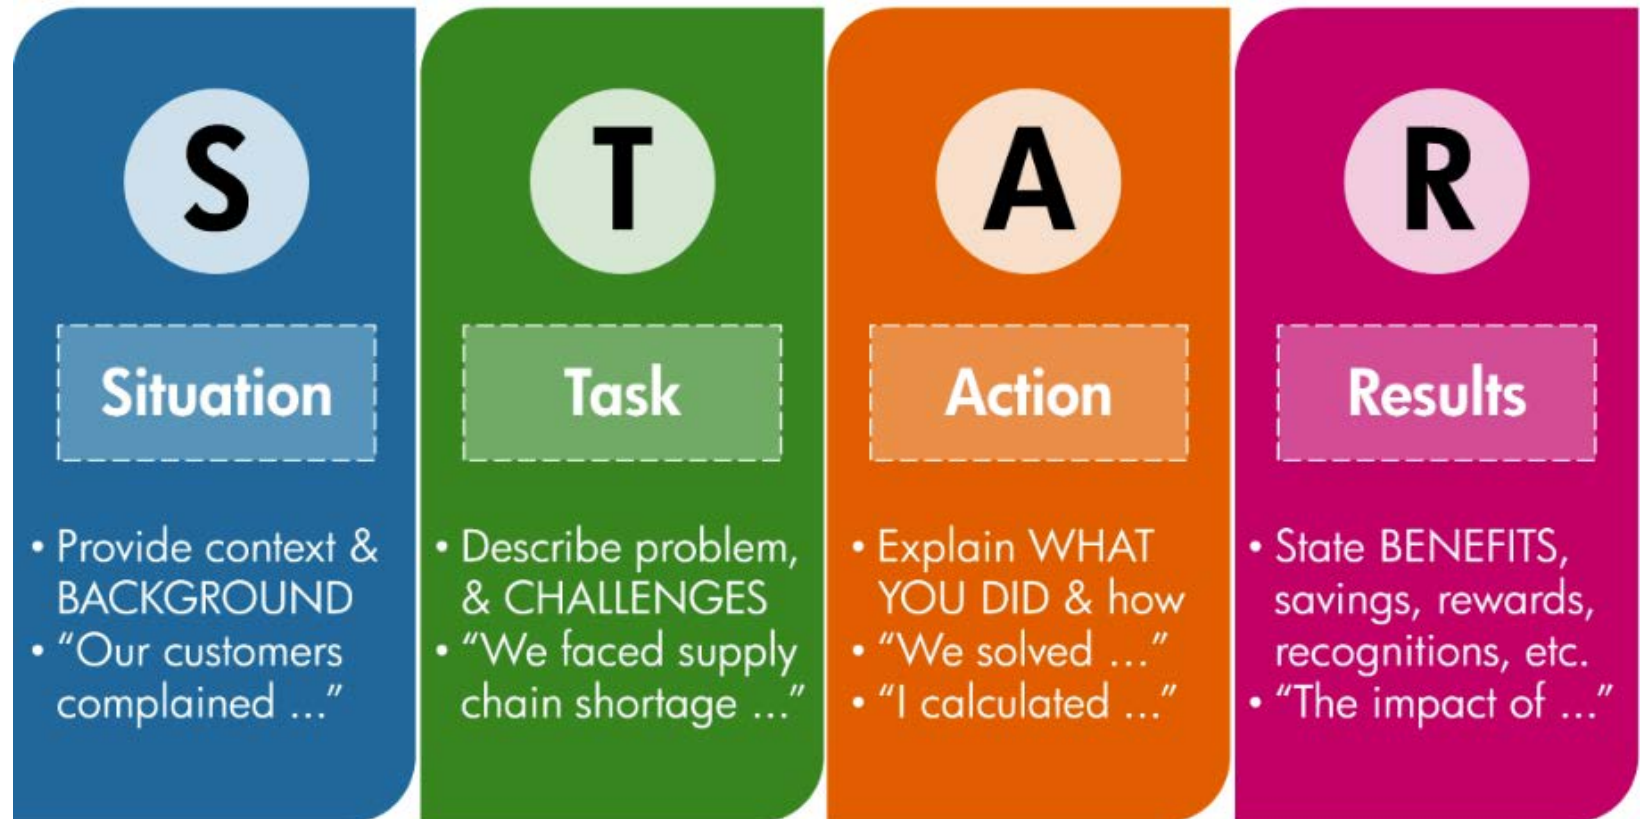 S
Situation
• Provide context &
BACKGROUND
• “Our customers
complained ...”
T
Task
• Describe problem,
& CHALLENGES
• “We faced supply
chain shortage ...”
A
Action
• Explain WHAT
YOU DID & how
• “We solved ...”
• “I calculated ...”
R
Results
• State BENEFITS,
savings, rewards,
recognitions, etc.
• “The impact of ...”